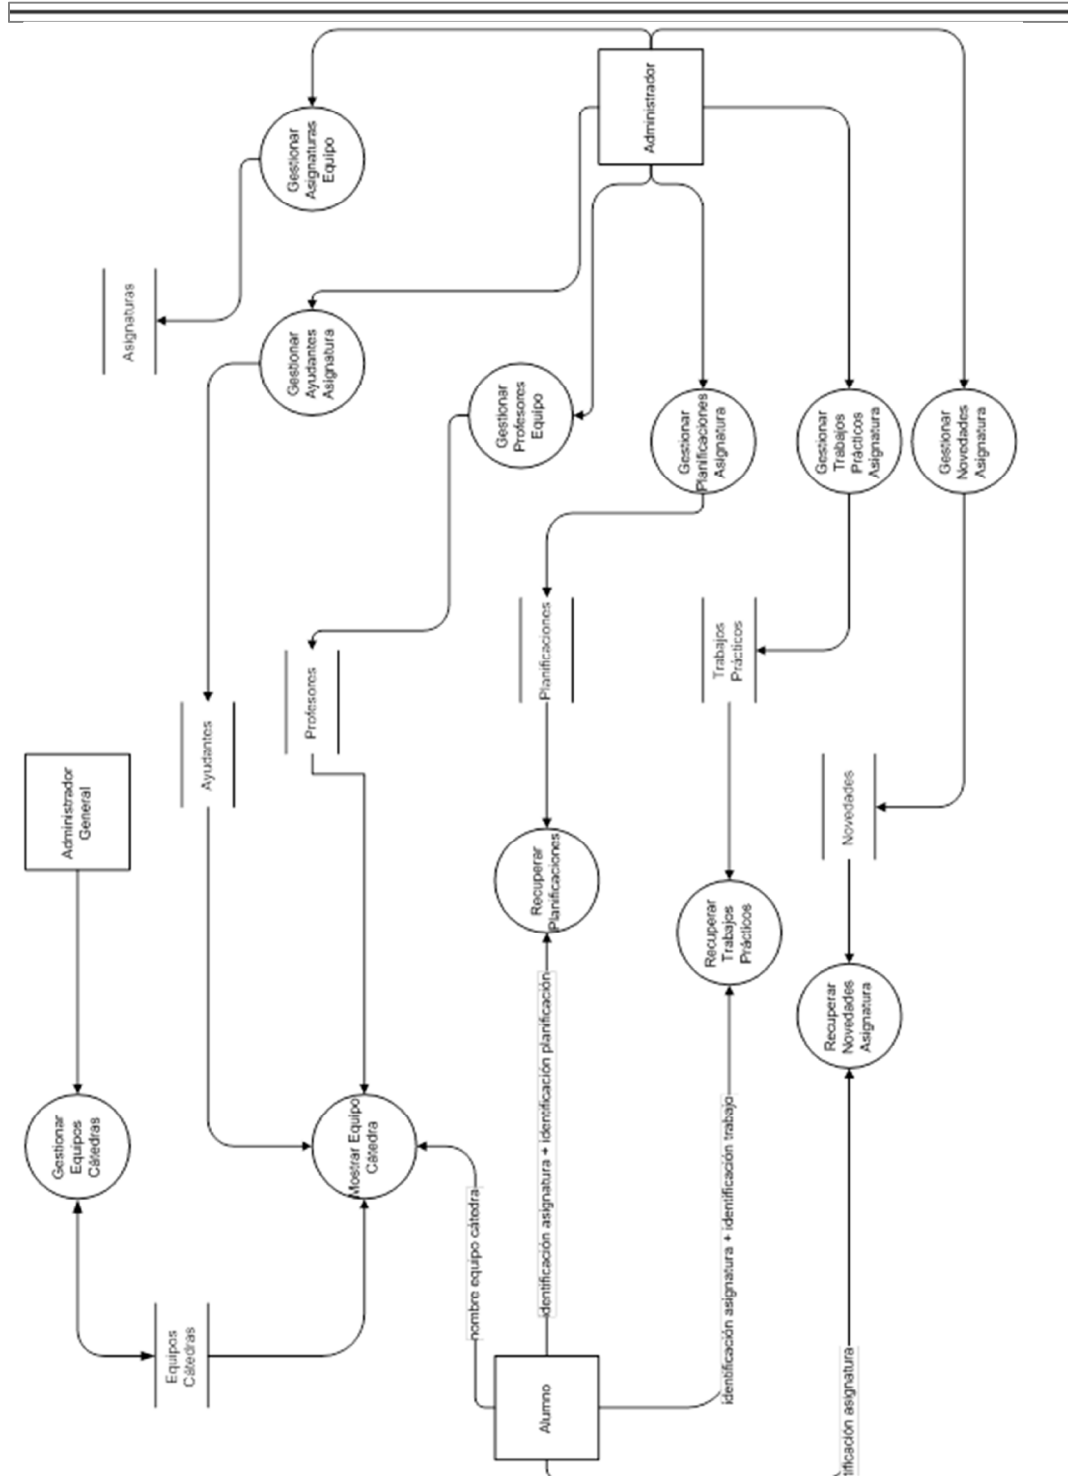 Gestionar
Equipos
Cátedras
Administrador
General
Asignaturas
Equipos
Cátedras
Ayudantes
Profesores
Gestionar
Ayudantes
Asignatura
Gestionar
Asignaturas
Equipo
Mostrar Equipo
Cátedra
nombre equipo cátedra
Gestionar
Profesores
Equipo
Alumno
identificación asignatura + identificación planificación
Recuperar
Planificaciones
Planificaciones
Administrador
Gestionar
Planificaciones
Asignatura
identificación asignatura + identificación trabajo
Recuperar
Trabajos
Prácticos
Trabajos
Prácticos
Gestionar
Trabajos
Prácticos
Asignatura
tificación asignatura
Recuperar
Novedades
Asignatura
Novedades
Gestionar
Novedades
Asignatura